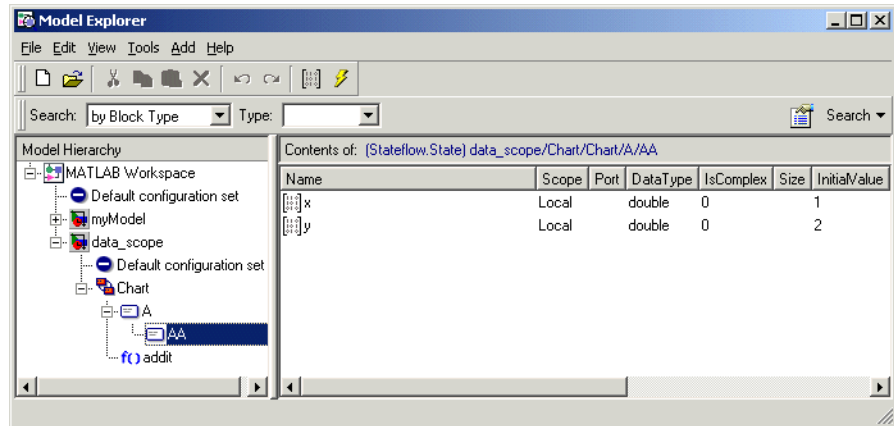 Model Explorer
File Edit View Tools Add Help
Search: by Block Type Type: Search
Model Hierarchy
Contents of: (Stateflow.State) data_scope/Chart/Chart/A/AA
MATLAB Workspace
Default configuration set
myModel
data_scope
Default configuration set
Chart
A
AA
f() addit
Name Scope Port DataType IsComplex Size InitialValue
x Local double 0 1
y Local double 0 2